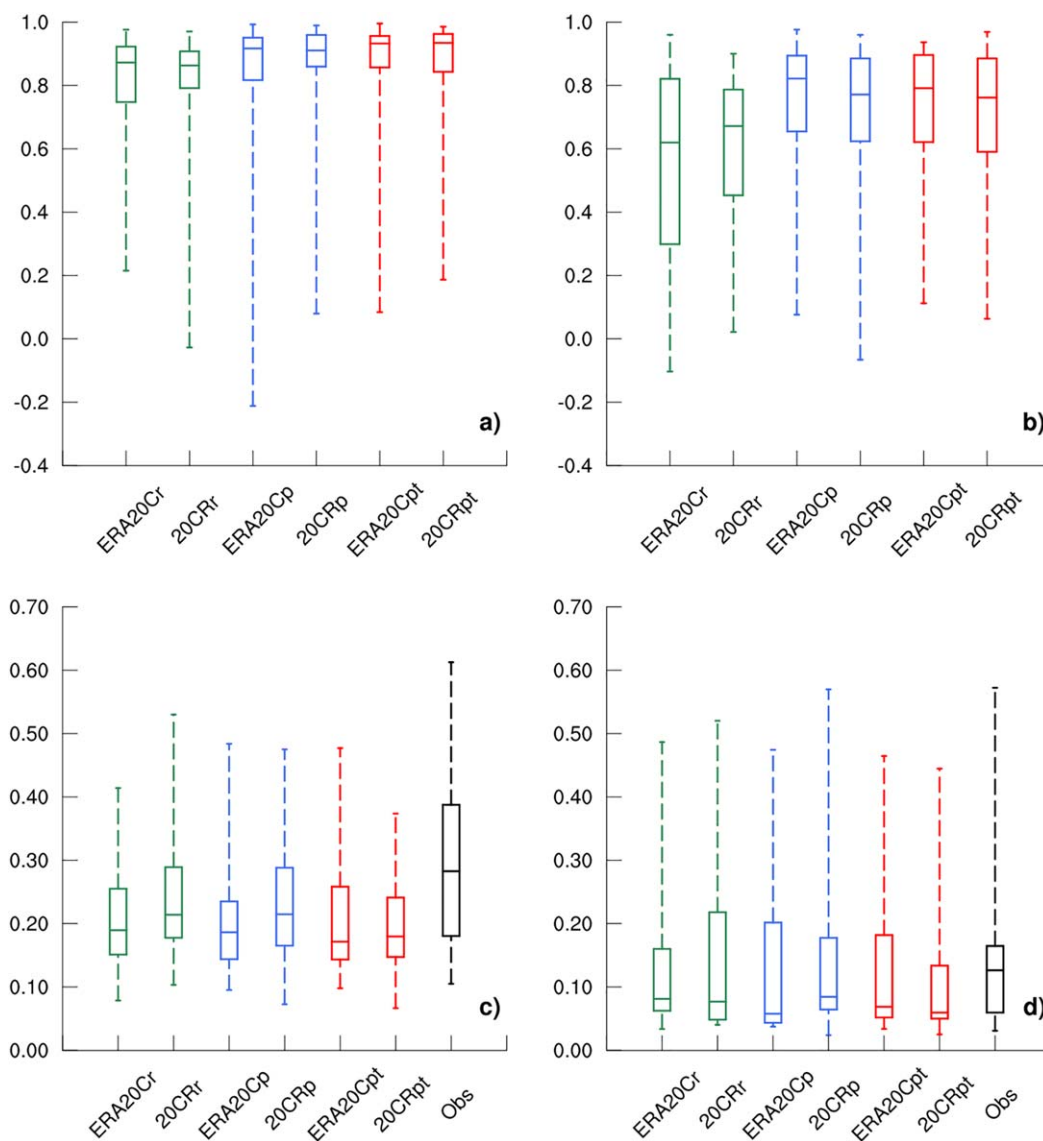 1.0
0.8
0.6
0.4
0.2
0.0
-0.2
-0.4
a)
ERA20Cr
20CRr
ERA20Cp
20CRp
ERA20Cpt
20CRpt
1.0
0.8
0.6
0.4
0.2
0.0
-0.2
-0.4
b)
ERA20Cr
20CRr
ERA20Cp
20CRp
ERA20Cpt
20CRpt
0.70
0.60
0.50
0.40
0.30
0.20
0.10
0.00
c)
ERA20Cr
20CRr
ERA20Cp
20CRp
ERA20Cpt
20CRpt
Obs
0.70
0.60
0.50
0.40
0.30
0.20
0.10
0.00
d)
ERA20Cr
20CRr
ERA20Cp
20CRp
ERA20Cpt
20CRpt
Obs